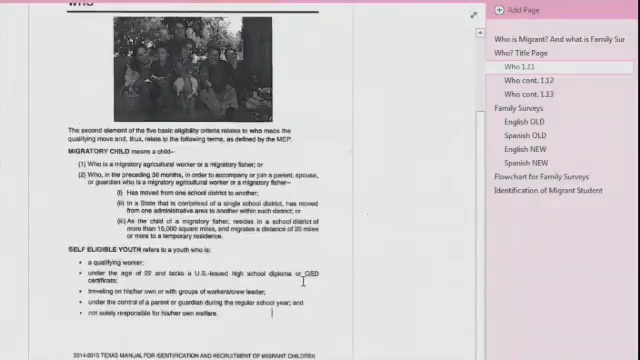 WHO
Add Page
Who is Migrant? And what is Family Sur
Who? Title Page
Who 1.11
Who cont. 1.12
Who cont. 1.13
Family Surveys
English OLD
Spanish OLD
English NEW
Spanish NEW
Flowchart for Family Surveys
Identification of Migrant Student
The second element of the five basic eligibility criteria relates to who made the
qualifying move and, thus, relate to the following terms, as defined by the MEP:
MIGRATORY CHILD means a child–
(1) Who is a migratory agricultural worker or a migratory fisher; or
(2) Who, in the preceding 36 months, in order to accompany or join a parent, spouse,
or guardian who is a migratory agricultural worker or a migratory fisher–
(i) Has moved from one school district to another;
(ii) In a State that is comprised of a single school district, has moved
from one administrative area to another within such district; or
(iii) As the child of a migratory fisher, resides in a school district of
more than 15,000 square miles, and migrates a distance of 20 miles
or more to a temporary residence.
SELF ELIGIBLE YOUTH refers to a youth who is:
• a qualifying worker;
• under the age of 22 and lacks a U.S.-issued high school diploma or GED
certificate;
• traveling on his/her own or with groups of workers/crew leader;
• under the control of a parent or guardian during the regular school year; and
• not solely responsible for his/her own welfare.
2014-2015 TEXAS MANUAL FOR IDENTIFICATION AND RECRUITMENT OF MIGRANT CHILDREN